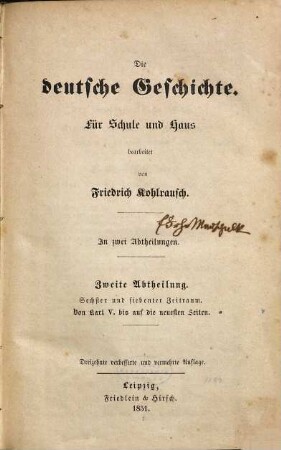 Die
deutsche Geschichte.
Für Schule und Haus
bearbeitet
von
Friedrich Kohlrausch.
In zwei Abtheilungen.
Zweite Abtheilung.
Sechster und siebenter Zeitraum.
Von Karl V. bis auf die neuesten Zeiten.
Dreizehnte verbesserte und vermehrte Auflage.
Leipzig,
Friedlein & Hirsch.
1851.